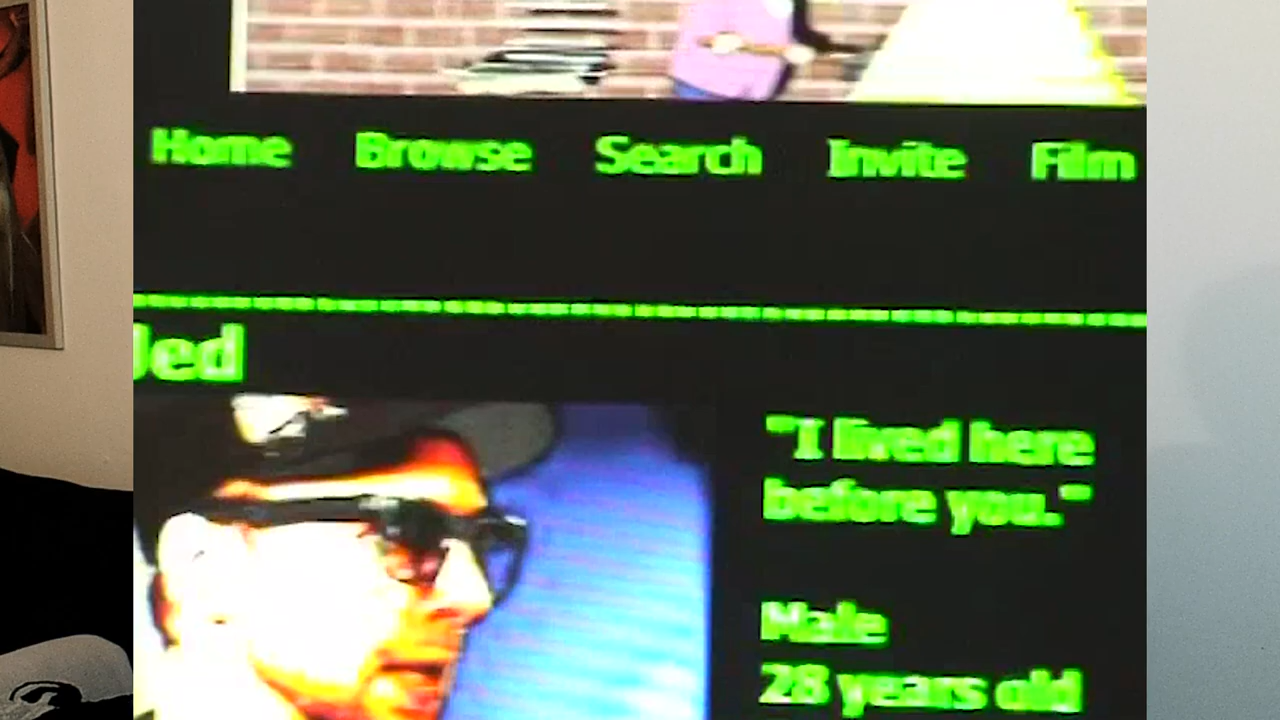 Home Browse Search Invite Film
Jed
"I lived here
before you."
Male
28 years old